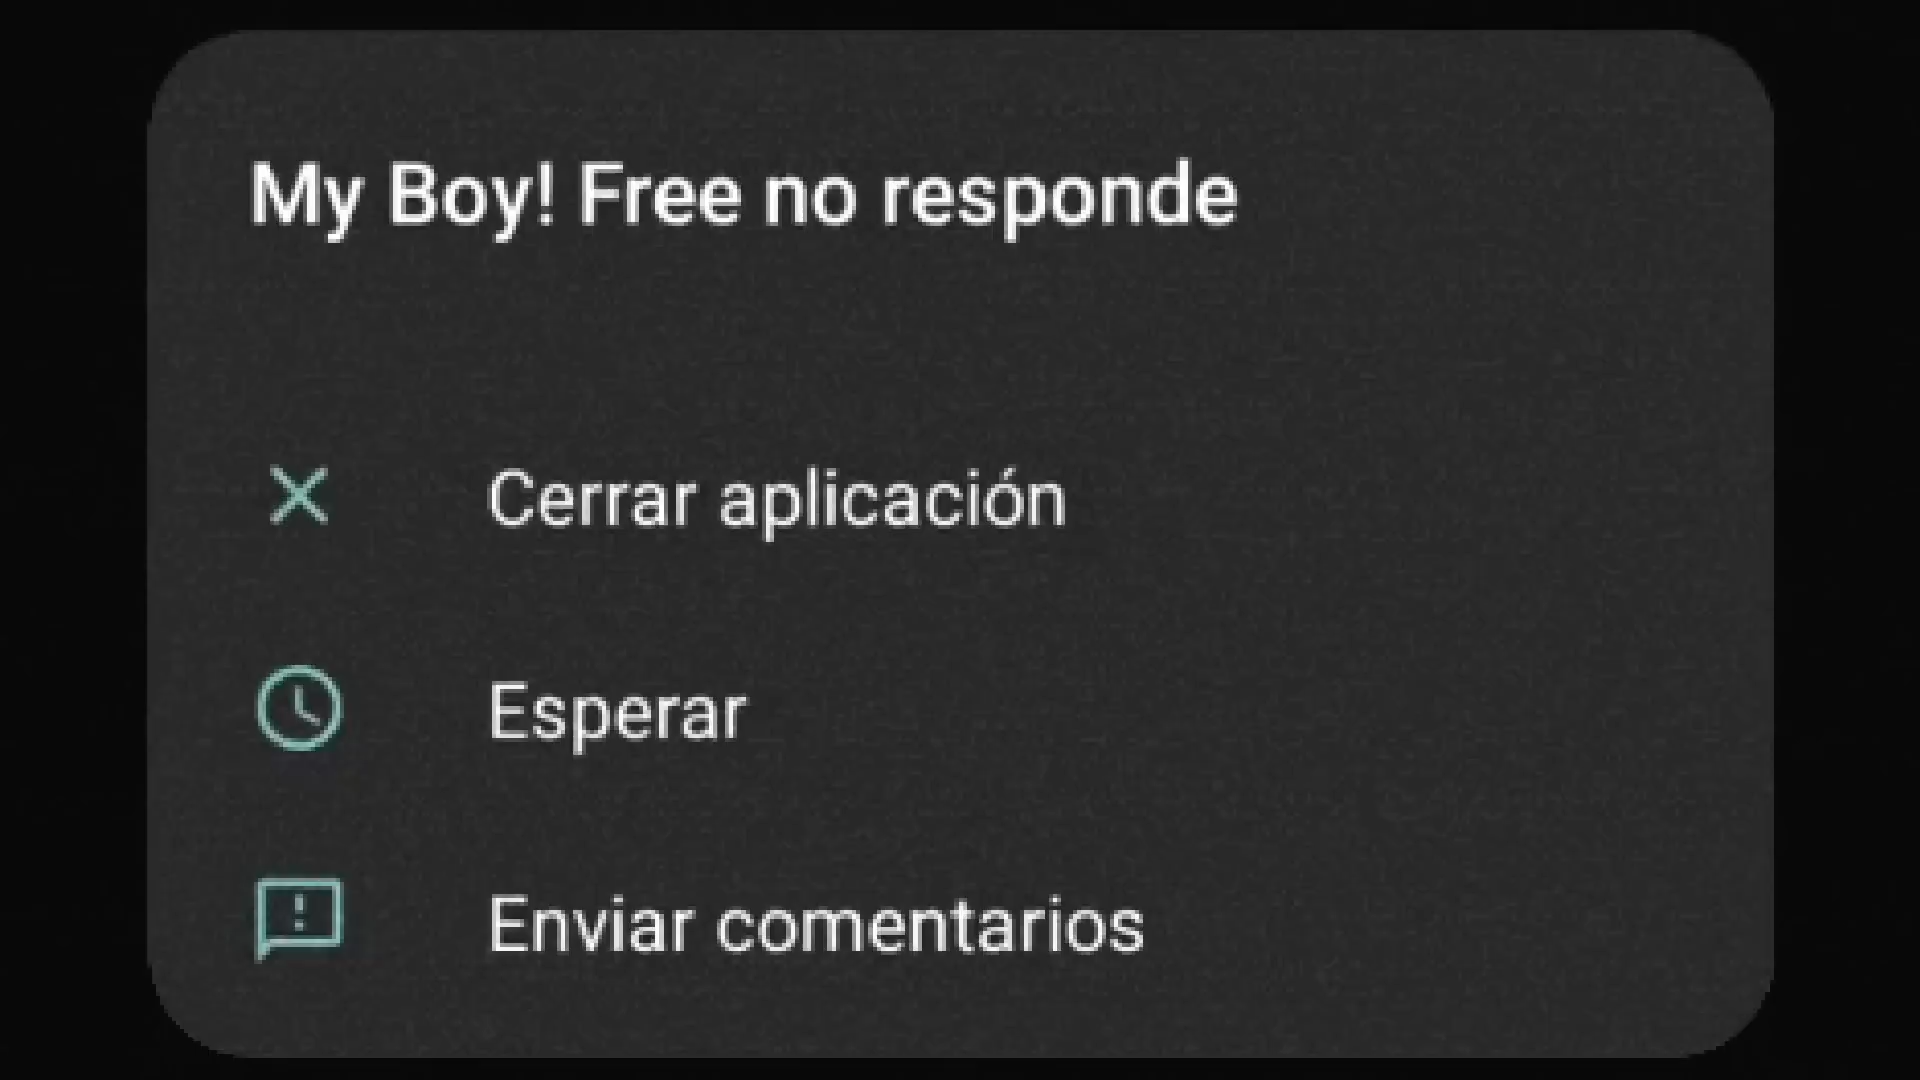 My Boy! Free no responde
Cerrar aplicación
Esperar
Enviar comentarios